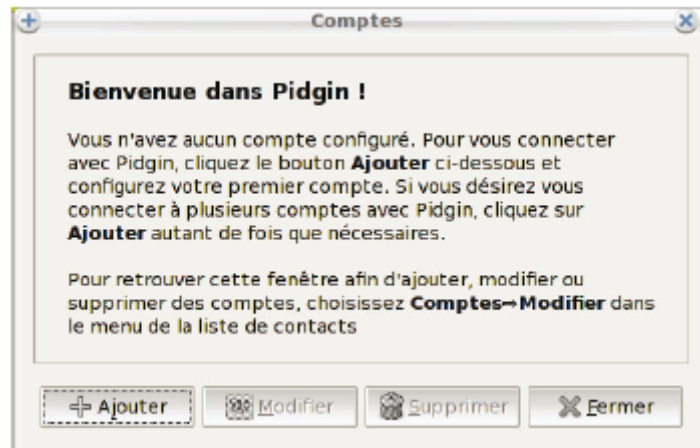 Comptes
Bienvenue dans Pidgin !
Vous n'avez aucun compte configuré. Pour vous connecter
avec Pidgin, cliquez le bouton Ajouter ci-dessous et
configurez votre premier compte. Si vous désirez vous
connecter à plusieurs comptes avec Pidgin, cliquez sur
Ajouter autant de fois que nécessaires.
Pour retrouver cette fenêtre afin d'ajouter, modifier ou
supprimer des comptes, choisissez Comptes→Modifier dans
le menu de la liste de contacts
Ajouter
Modifier
Supprimer
Fermer